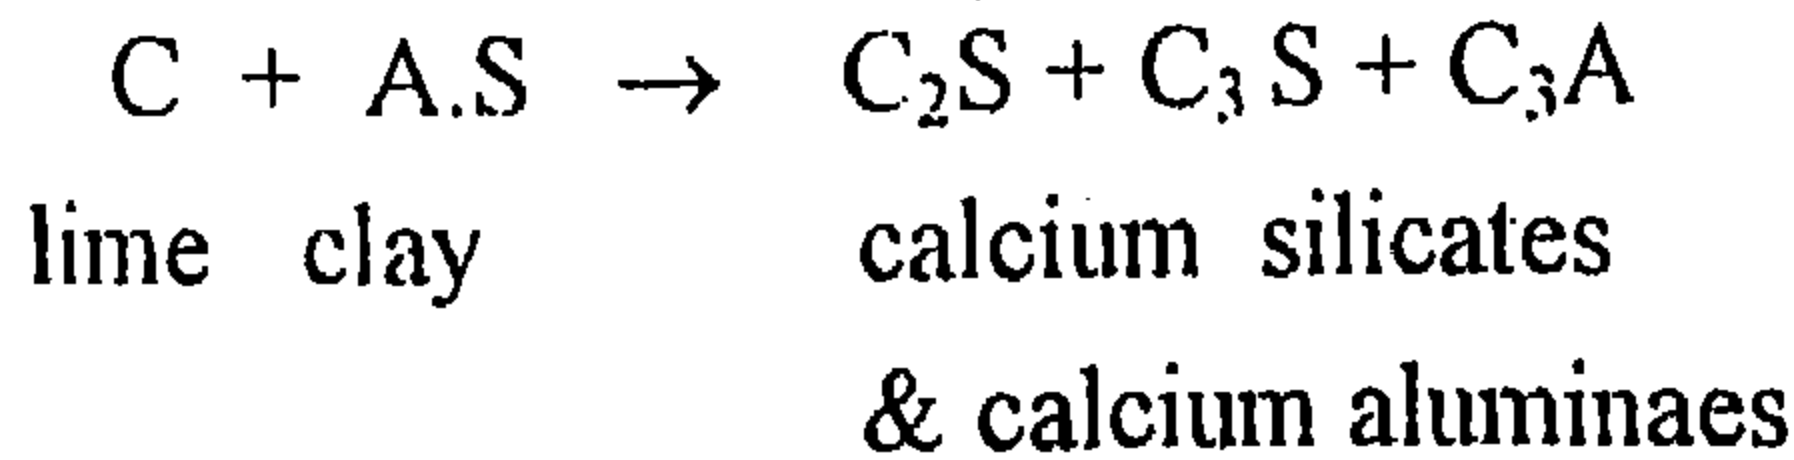 C + A.S → C₂S + C₃S + C₃A
lime clay calcium silicates
& calcium aluminaes